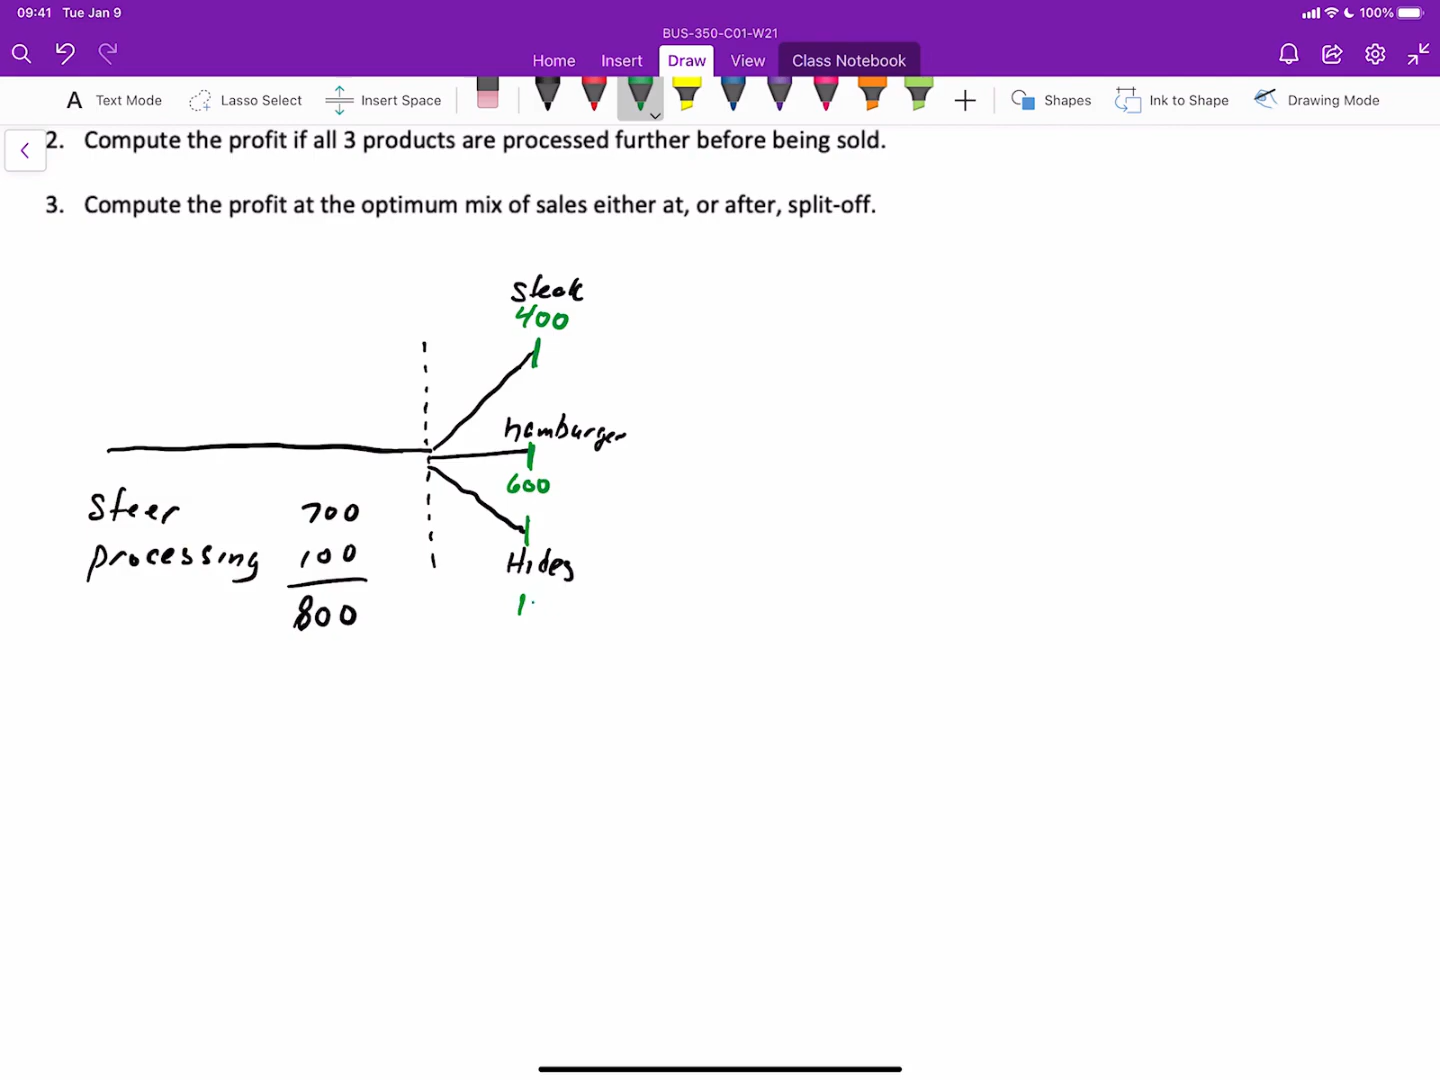 09:41 Tue Jan 9
100%
BUS-350-C01-W21
Home Insert Draw View Class Notebook
A Text Mode Lasso Select Insert Space Shapes Ink to Shape Drawing Mode
2. Compute the profit if all 3 products are processed further before being sold.
3. Compute the profit at the optimum mix of sales either at, or after, split-off.
Steak
400
hamburger
600
Steer 700
processing 100
800
Hides
1